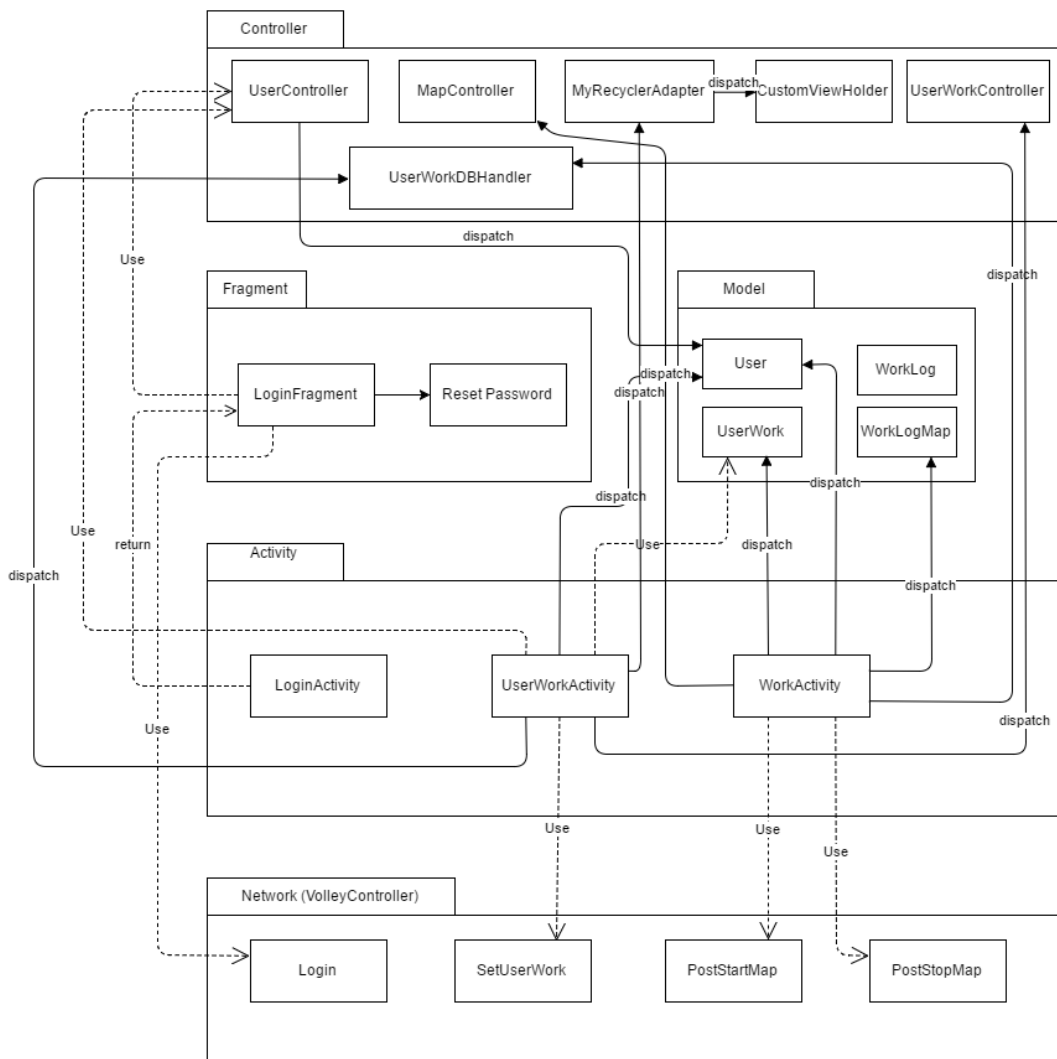 Controller
UserController
MapController
MyRecyclerAdapter
dispatch
CustomViewHolder
UserWorkController
UserWorkDBHandler
dispatch
Use
dispatch
Fragment
Model
User
WorkLog
dispatch
dispatch
LoginFragment
Reset Password
UserWork
WorkLogMap
dispatch
dispatch
Use
return
Use
dispatch
Activity
dispatch
dispatch
LoginActivity
UserWorkActivity
WorkActivity
dispatch
Use
Use
Use
Use
Network (VolleyController)
Login
SetUserWork
PostStartMap
PostStopMap